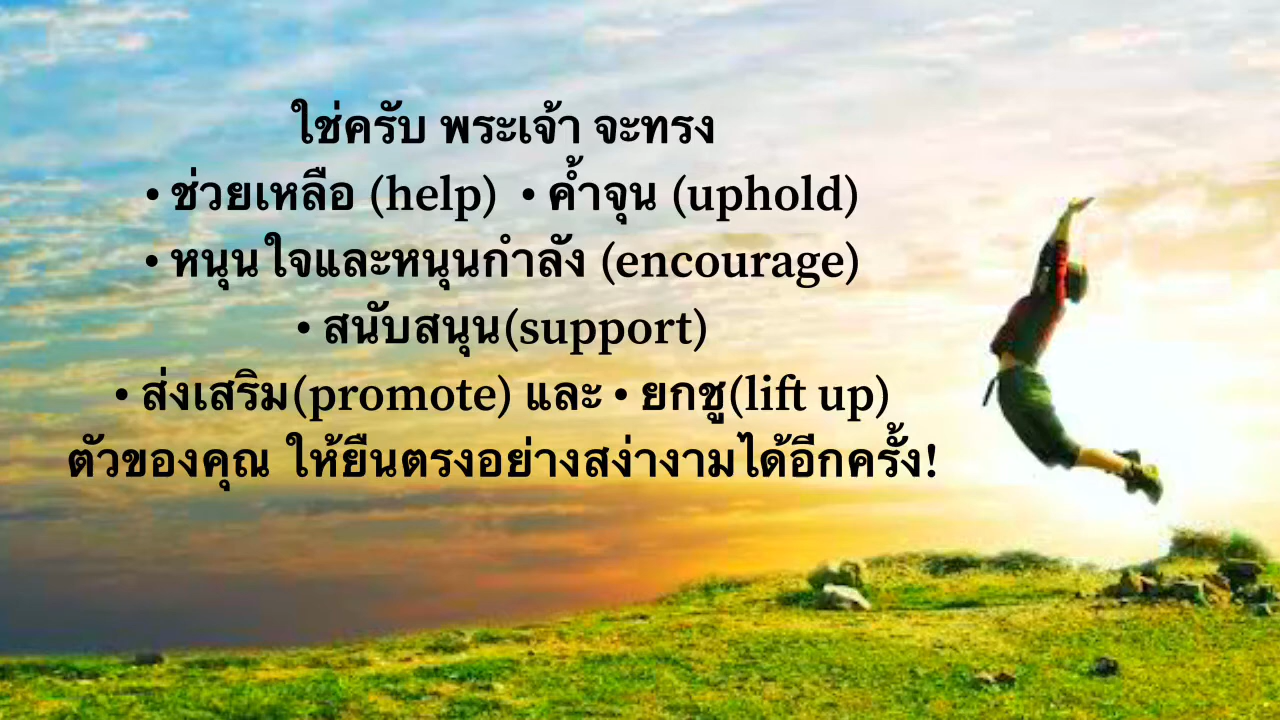 ใช่ครับ พระเจ้า จะทรง
• ช่วยเหลือ (help)  • ค้ำจุน (uphold)
• หนุนใจและหนุนกำลัง (encourage)
• สนับสนุน(support)
• ส่งเสริม(promote) และ • ยกชู(lift up)
ตัวของคุณ ให้ยืนตรงอย่างสง่างามได้อีกครั้ง!